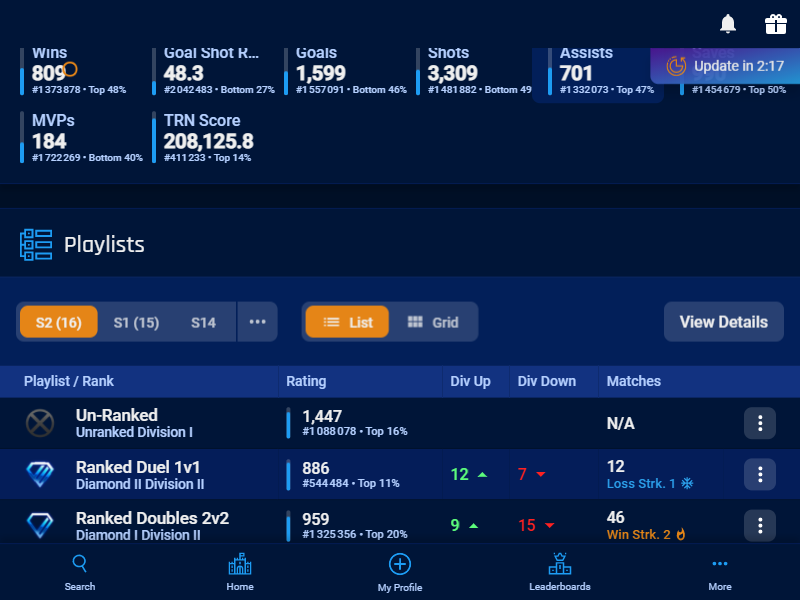 Wins
809
#1 373 878 • Top 48%
Goal Shot R...
48.3
#2 042 483 • Bottom 27%
Goals
1,599
#1 557 091 • Bottom 46%
Shots
3,309
#1 481 882 • Bottom 49
Assists
701
#1 332 073 • Top 47%
Update in 2:17
#1 454 679 • Top 50%
MVPs
184
#1 722 269 • Bottom 40%
TRN Score
208,125.8
#411 233 • Top 14%
Playlists
S2 (16)
S1 (15)
S14
List
Grid
View Details
Playlist / Rank
Rating
Div Up
Div Down
Matches
Un-Ranked
Unranked Division I
1,447
#1 088 078 • Top 16%
N/A
Ranked Duel 1v1
Diamond II Division II
886
#544 484 • Top 11%
12
7
12
Loss Strk. 1
Ranked Doubles 2v2
Diamond I Division II
959
#1 325 356 • Top 20%
9
15
46
Win Strk. 2
Search
Home
My Profile
Leaderboards
More